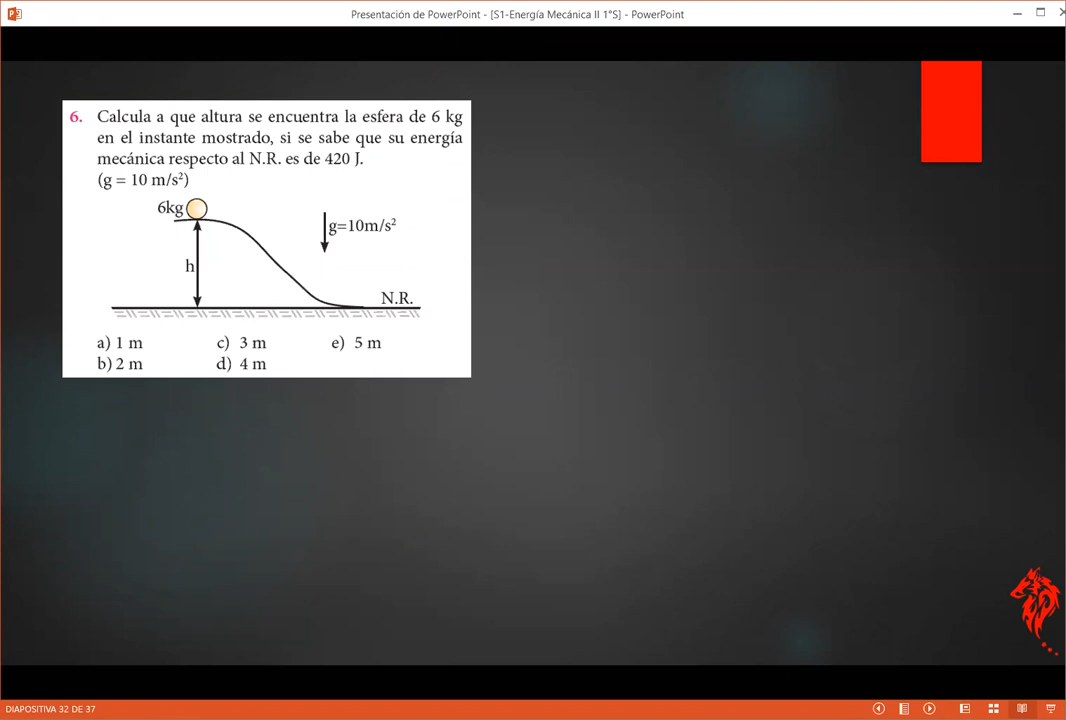 Presentación de PowerPoint - [S1-Energía Mecánica II 1°S] - PowerPoint
6. Calcula a que altura se encuentra la esfera de 6 kg
en el instante mostrado, si se sabe que su energía
mecánica respecto al N.R. es de 420 J.
(g = 10 m/s²)
6kg
g=10m/s²
h
N.R.
a) 1 m c) 3 m e) 5 m
b) 2 m d) 4 m
DIAPOSITIVA 32 DE 37